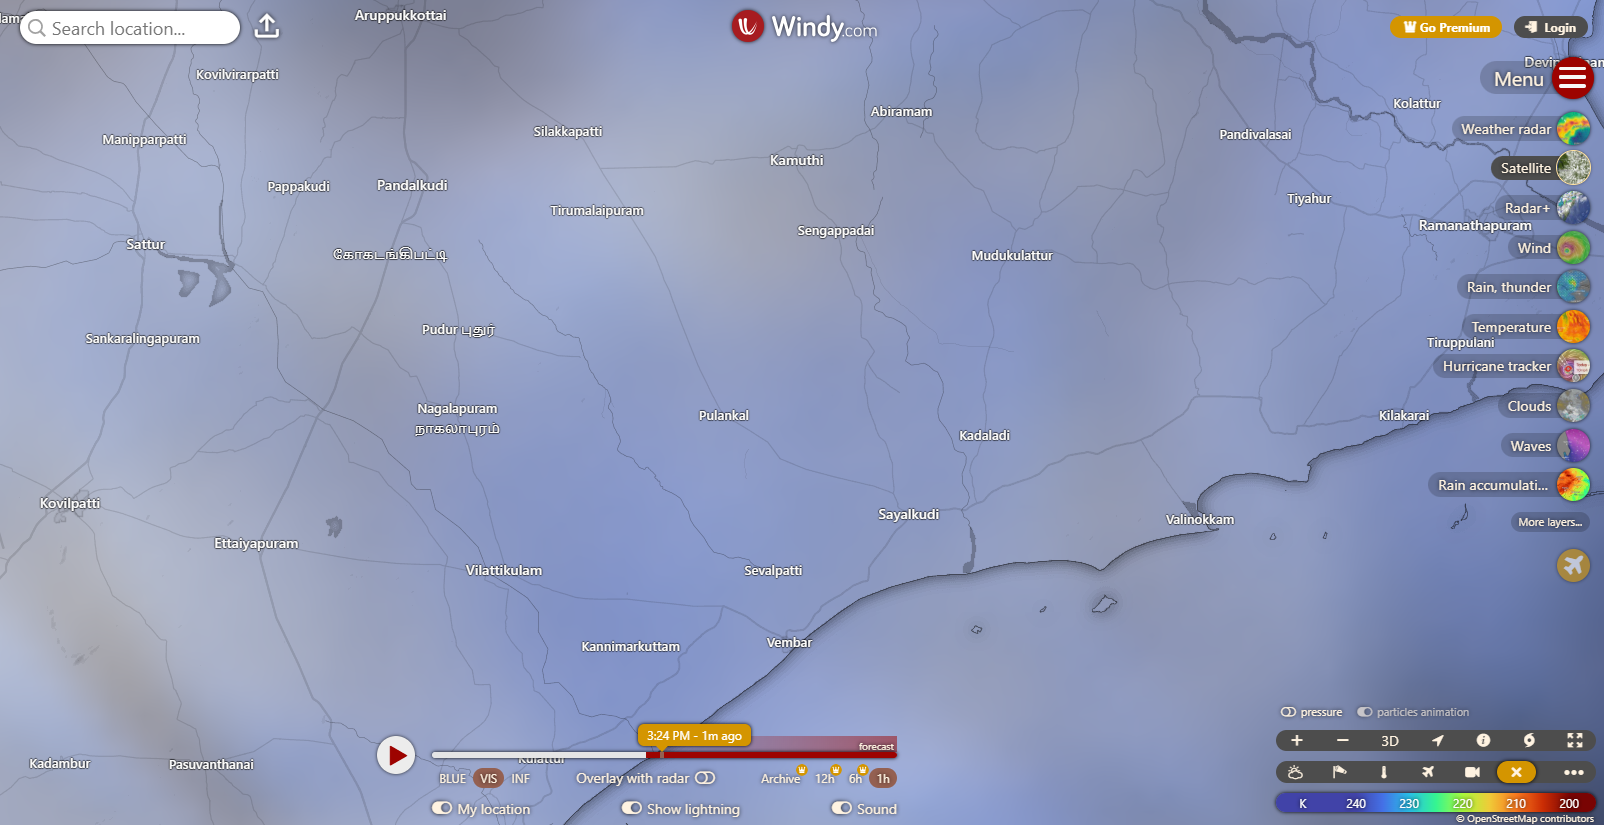 Aruppukkottai
Search location...
Windy.com
Go Premium
Login
Kovilvirarpatti
Menu
Kolattur
Abiramam
Manipparpatti
Silakkapatti
Pandivalasai
Weather radar
Kamuthi
Satellite
Pappakudi
Pandalkudi
Tirumalaipuram
Tiyahur
Radar+
Ramanathapuram
Sengappadai
Sattur
கோகடங்கிபட்டி
Mudukulattur
Wind
Rain, thunder
Pudur புதுர்
Temperature
Sankaralingapuram
Tiruppulani
Hurricane tracker
Nagalapuram
நாகலாபுரம்
Pulankal
Kadaladi
Kilakarai
Clouds
Waves
Rain accumulati...
Kovilpatti
Sayalkudi
Valinokkam
More layers...
Ettaiyapuram
Vilattikulam
Sevalpatti
Kannimarkuttam
Vembar
pressure
particles animation
3:24 PM - 1m ago
forecast
3D
Kadambur
Pasuvanthanai
Kulattur
BLUE VIS INF
Overlay with radar
Archive 12h 6h 1h
My location
Show lightning
Sound
K 240 230 220 210 200
© OpenStreetMap contributors